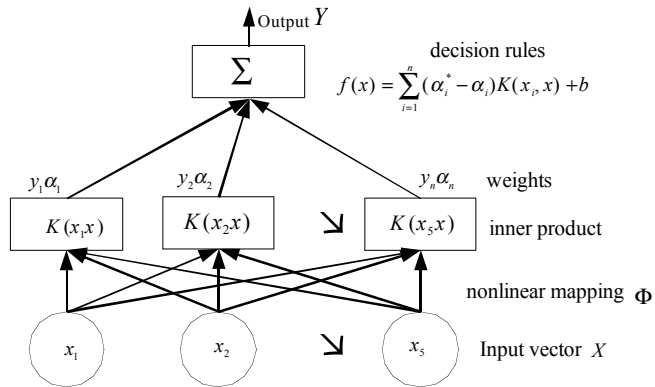 Output Y
Σ
decision rules
f(x) = ∑_{i=1}^{n} (α_i^* − α_i) K(x_i, x) + b
y_1α_1 y_2α_2 y_nα_n weights
K(x_1x) K(x_2x) K(x_5x) inner product
nonlinear mapping Φ
x_1 x_2 x_5 Input vector X